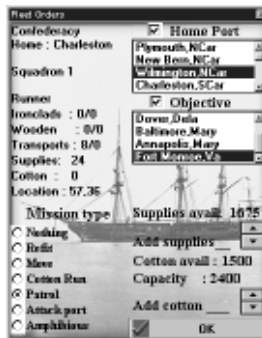 Fleet Orders
Confederacy
Home : Charleston
Squadron 1
Runner
Ironclads : 0/0
Wooden : 0/0
Transports : 8/0
Supplies: 24
Cotton : 0
Location : 57,36
Home Port
Plymouth,NCar
New Bern,NCar
Wilmington,NCar
Charleston,SCar
Objective
Dover,Dela
Baltimore,Mary
Annapolis,Mary
Fort Monroe,Va
Mission type
Nothing
Refit
Move
Cotton Run
Patrol
Attack port
Amphibious
Supplies avail: 1675
Add supplies
Cotton avail : 1500
Capacity : 2400
Add cotton
OK